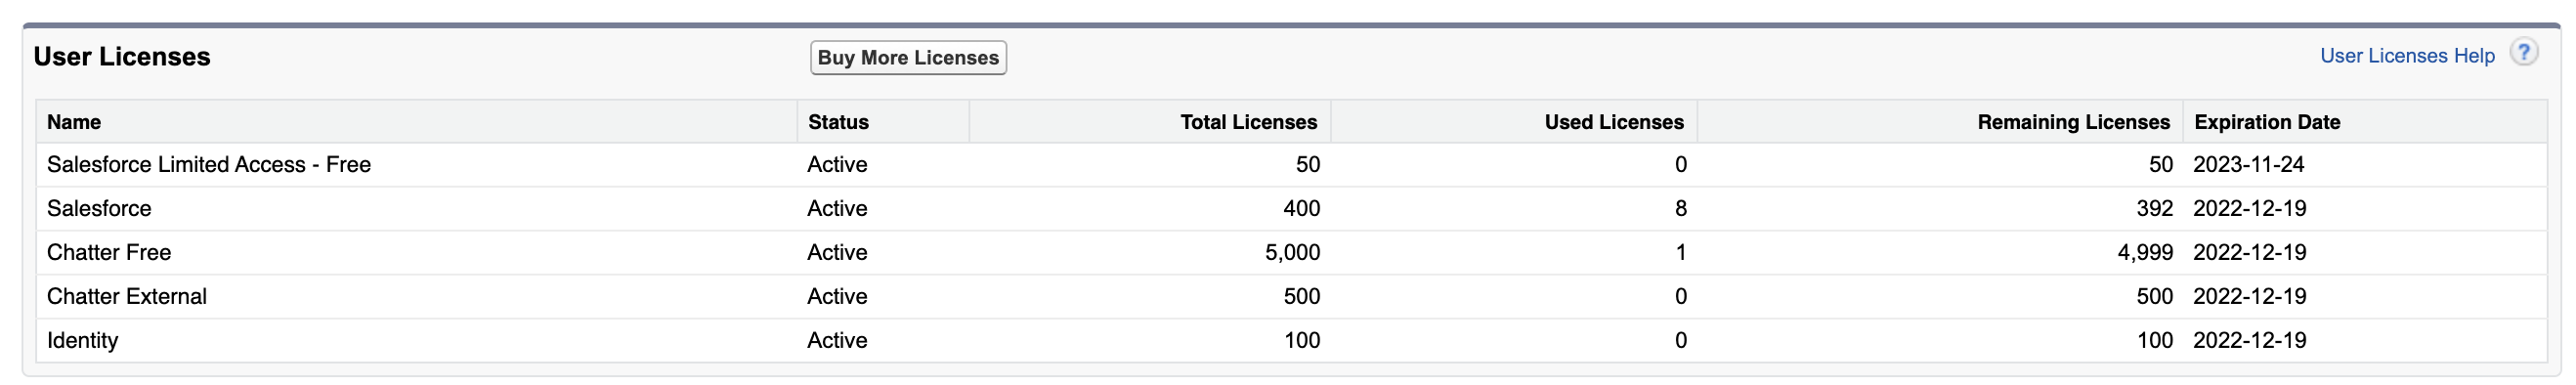 User Licenses Buy More Licenses User Licenses Help ?
Name Status Total Licenses Used Licenses Remaining Licenses Expiration Date
Salesforce Limited Access - Free Active 50 0 50 2023-11-24
Salesforce Active 400 8 392 2022-12-19
Chatter Free Active 5,000 1 4,999 2022-12-19
Chatter External Active 500 0 500 2022-12-19
Identity Active 100 0 100 2022-12-19